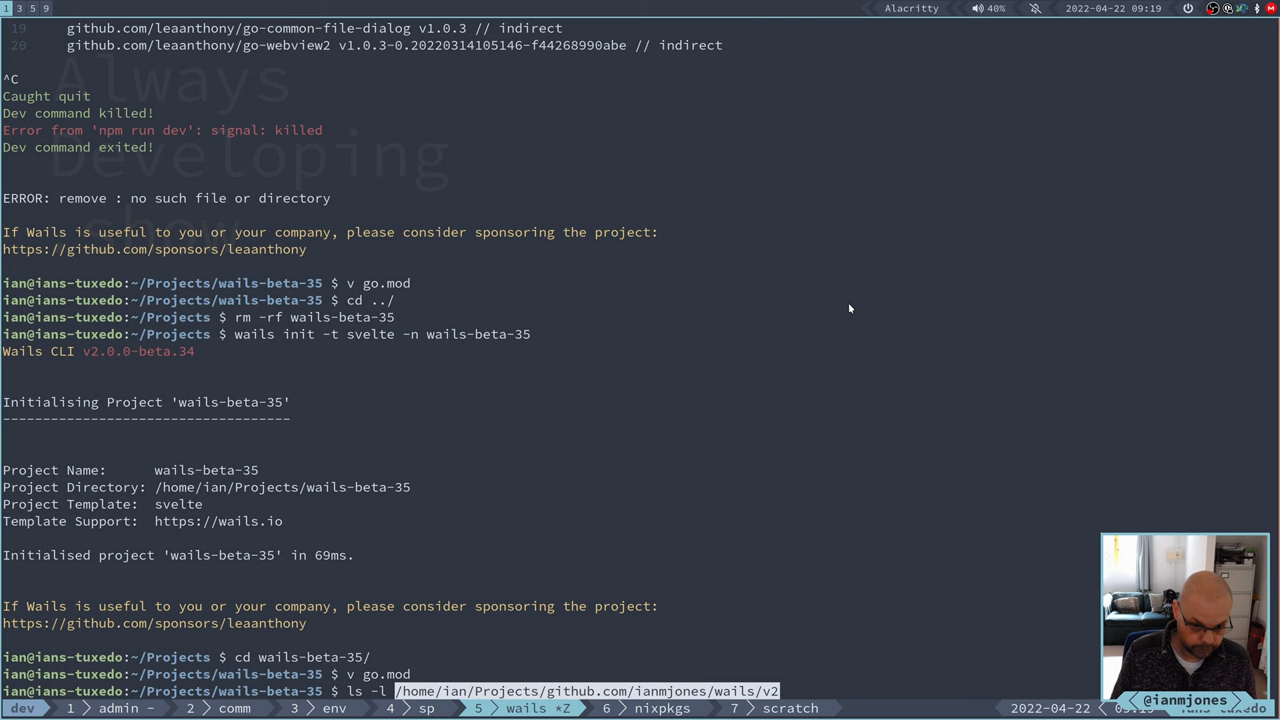 1 3 5 9
Alacritty
40%
2022-04-22 09:19
19 github.com/leaanthony/go-common-file-dialog v1.0.3 // indirect
20 github.com/leaanthony/go-webview2 v1.0.3-0.20220314105146-f44268990abe // indirect
^C
Always
Caught quit
Dev command killed!
Error from 'npm run dev': signal: killed
Developing
Dev command exited!
ERROR: remove : no such file or directory
show
If Wails is useful to you or your company, please consider sponsoring the project:
https://github.com/sponsors/leaanthony
ian@ians-tuxedo:~/Projects/wails-beta-35 $ v go.mod
ian@ians-tuxedo:~/Projects/wails-beta-35 $ cd ../
ian@ians-tuxedo:~/Projects $ rm -rf wails-beta-35
ian@ians-tuxedo:~/Projects $ wails init -t svelte -n wails-beta-35
Wails CLI v2.0.0-beta.34
Initialising Project 'wails-beta-35'
----------------------------------
Project Name: wails-beta-35
Project Directory: /home/ian/Projects/wails-beta-35
Project Template: svelte
Template Support: https://wails.io
Initialised project 'wails-beta-35' in 69ms.
If Wails is useful to you or your company, please consider sponsoring the project:
https://github.com/sponsors/leaanthony
ian@ians-tuxedo:~/Projects $ cd wails-beta-35/
ian@ians-tuxedo:~/Projects/wails-beta-35 $ v go.mod
ian@ians-tuxedo:~/Projects/wails-beta-35 $ ls -l /home/ian/Projects/github.com/ianmjones/wails/v2
@ianmjones
dev 1 admin - 2 comm 3 env 4 sp 5 wails *Z 6 nixpkgs 7 scratch 2022-04-22